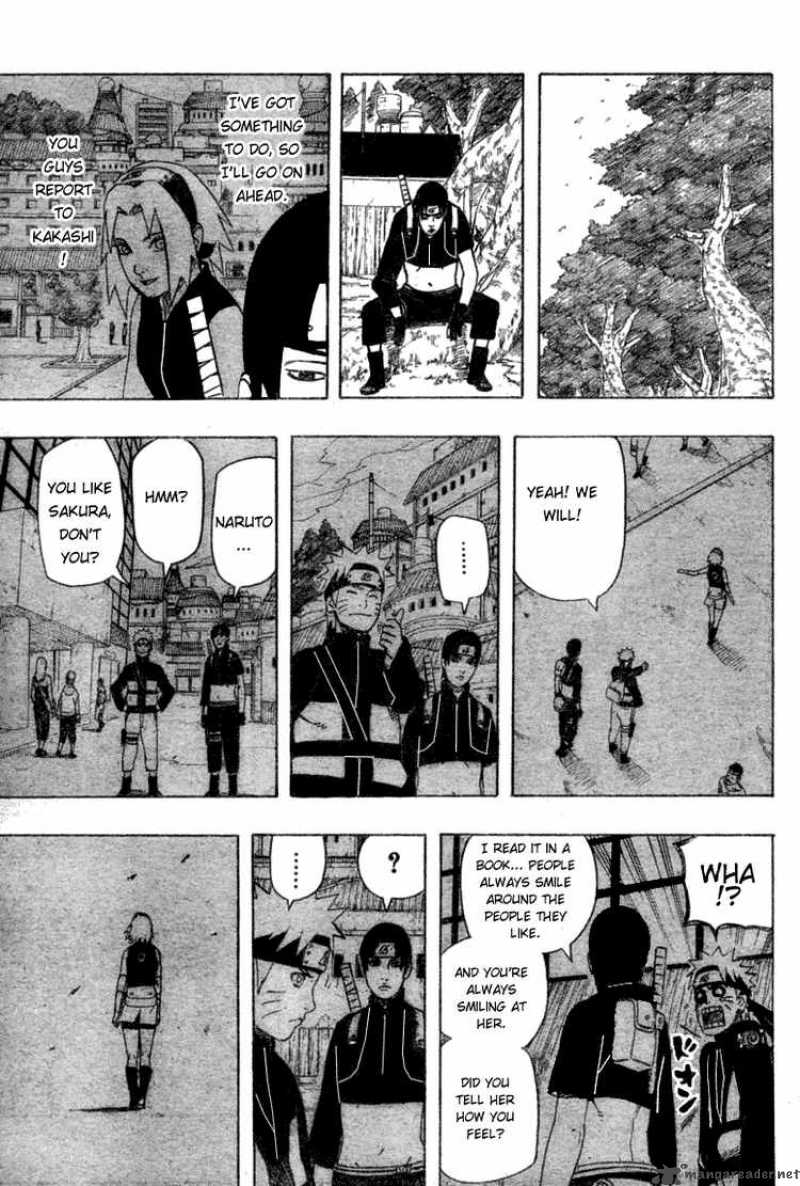 I'VE GOT
SOMETHING
TO DO, SO
I'LL GO ON
AHEAD.
YOU
GUYS
REPORT
TO
KAKASHI
!
YEAH! WE
WILL!
......
NARUTO
...
HMM?
YOU LIKE
SAKURA,
DON'T
YOU?
WHA
!?
I READ IT IN A
BOOK... PEOPLE
ALWAYS SMILE
AROUND THE
PEOPLE THEY
LIKE.
AND YOU'RE
ALWAYS
SMILING AT
HER.
DID YOU
TELL HER
HOW YOU
FEEL?
ドオン
?
......
mangareader.net